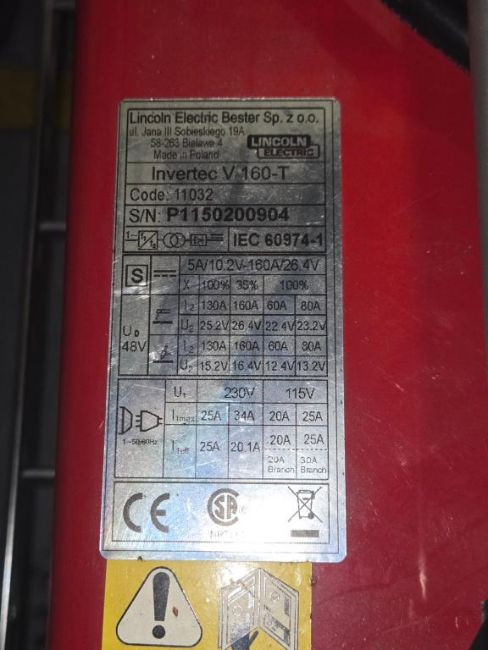 Lincoln Electric Bester Sp. z o.o.
ul. Jana III Sobieskiego 19A
58-263 Bielawa 4
Made in Poland
LINCOLN
ELECTRIC
Invertec V 160-T
Code: 11032
S/N: P1150200904
1~ IEC 60974-1
S 5A/10.2V-160A/26.4V
X 100% 35% 100%
I2 130A 160A 60A 80A
U0 48V U2 25.2V 26.4V 22.4V 23.2V
I2 130A 160A 60A 80A
U2 15.2V 16.4V 12.4V 13.2V
U1 230V 115V
I1max 25A 34A 20A 25A
1~50/60Hz I1eff 25A 20.1A 20A 25A
20A Branch 30A Branch
CE SA